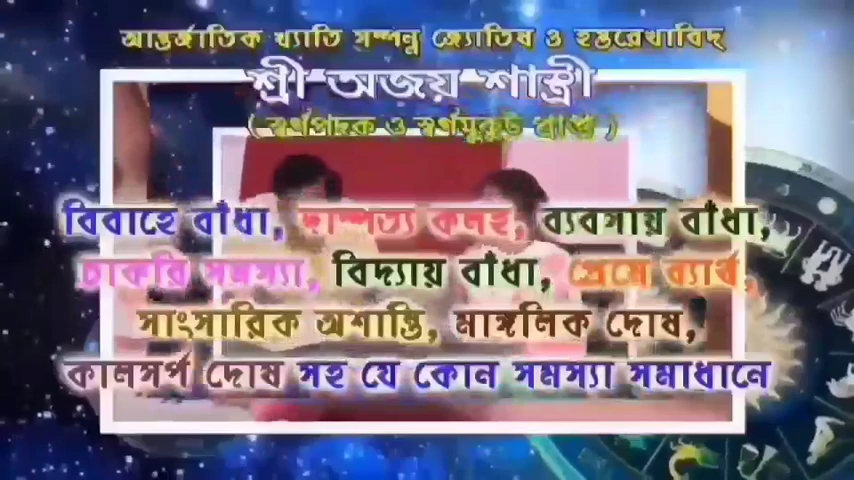 আন্তর্জাতিক খ্যাতি সম্পন্ন জ্যোতিষ ও হস্তরেখাবিদ্
শ্রী অজয় শাস্ত্রী
( স্বর্ণপদক ও স্বর্ণমুকুট প্রাপ্ত )
বিবাহে বাঁধা, দাম্পত্য কলহ, ব্যবসায় বাঁধা,
চাকরি সমস্যা, বিদ্যায় বাঁধা, প্রেমে ব্যার্থ,
সাংসারিক অশান্তি, মাঙ্গলিক দোষ,
কালসর্প দোষ সহ যে কোন সমস্যা সমাধানে